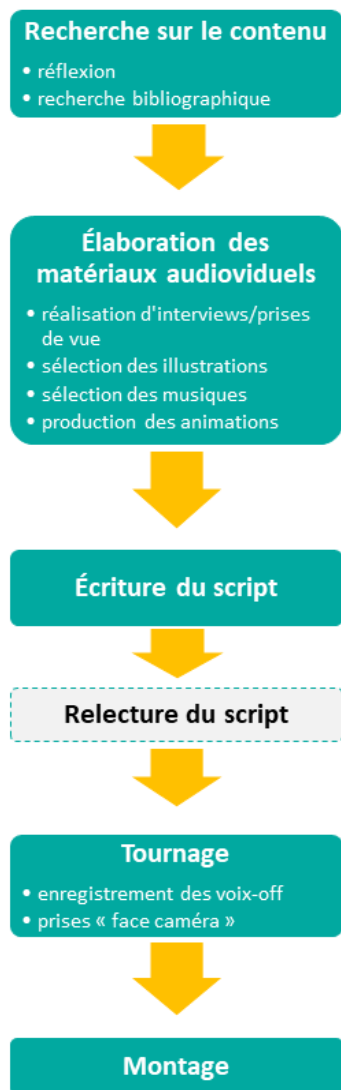 Recherche sur le contenu
• réflexion
• recherche bibliographique
Élaboration des
matériaux audioviduels
• réalisation d'interviews/prises
de vue
• sélection des illustrations
• sélection des musiques
• production des animations
Écriture du script
Relecture du script
Tournage
• enregistrement des voix-off
• prises « face caméra »
Montage